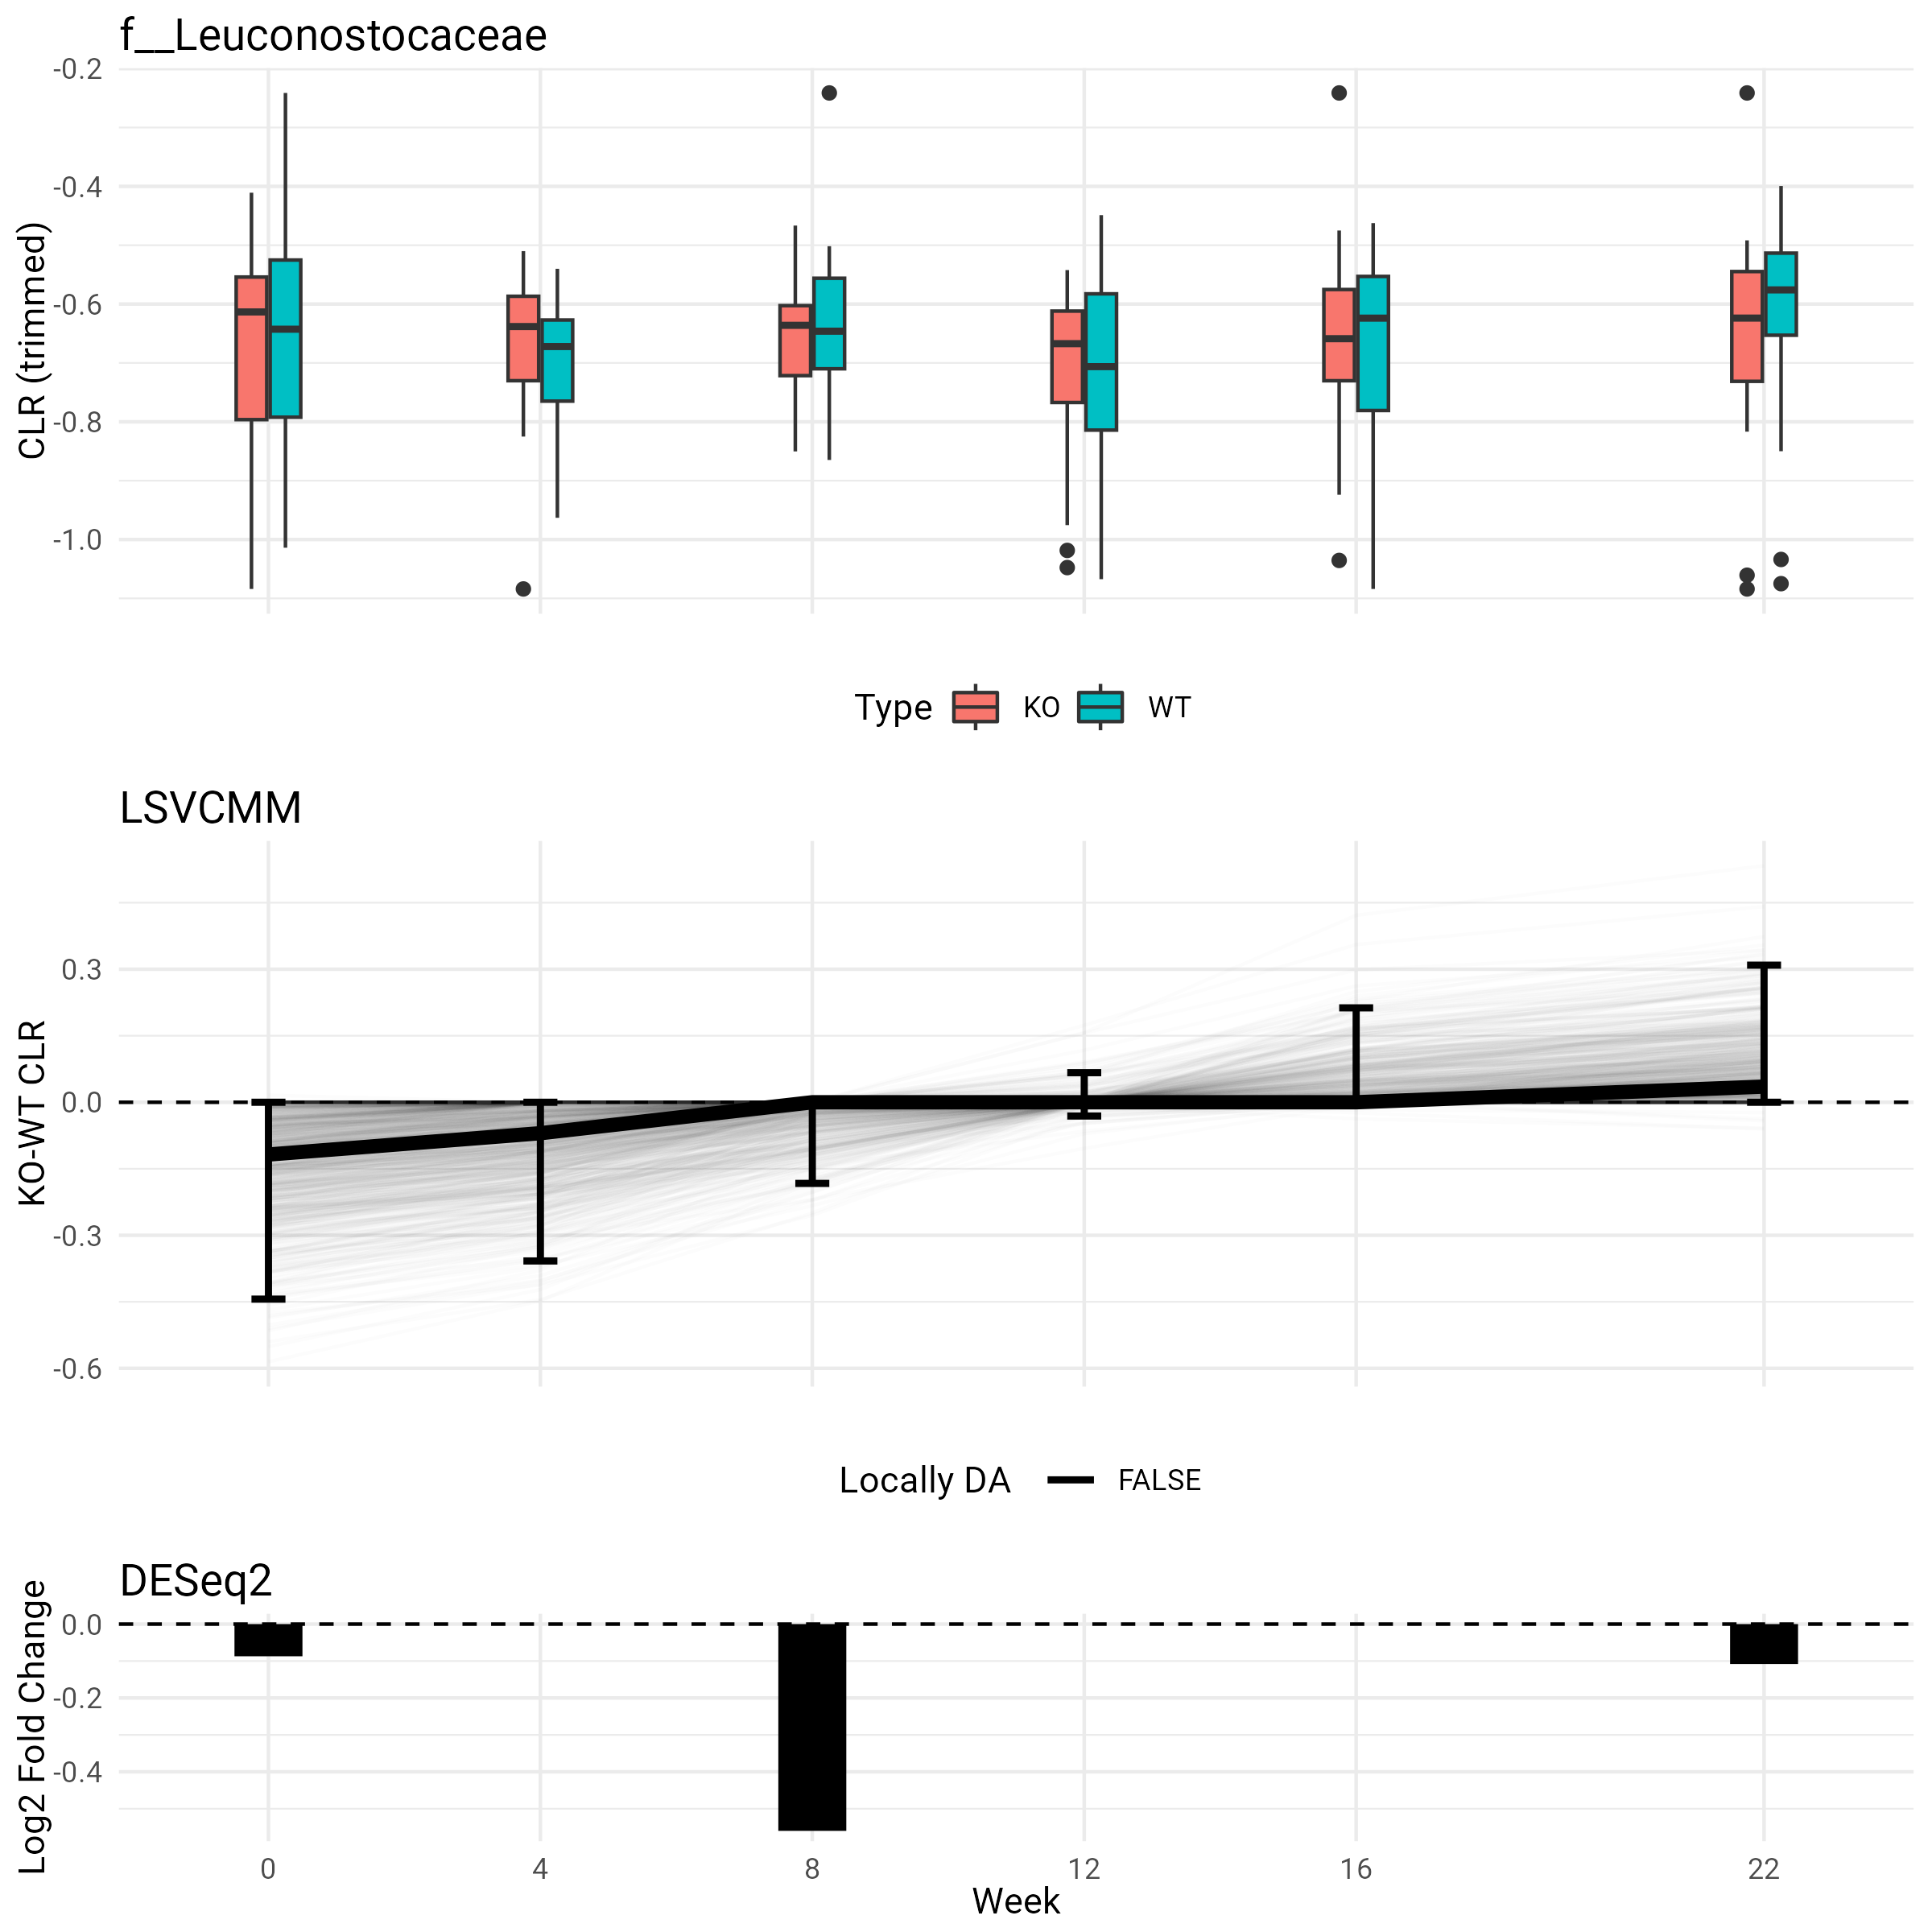 f__Leuconostocaceae
CLR (trimmed)
-0.2
-0.4
-0.6
-0.8
-1.0
Type KO WT
LSVCMM
KO-WT CLR
0.3
0.0
-0.3
-0.6
Locally DA FALSE
DESeq2
Log2 Fold Change
0.0
-0.2
-0.4
0 4 8 12 16 22
Week